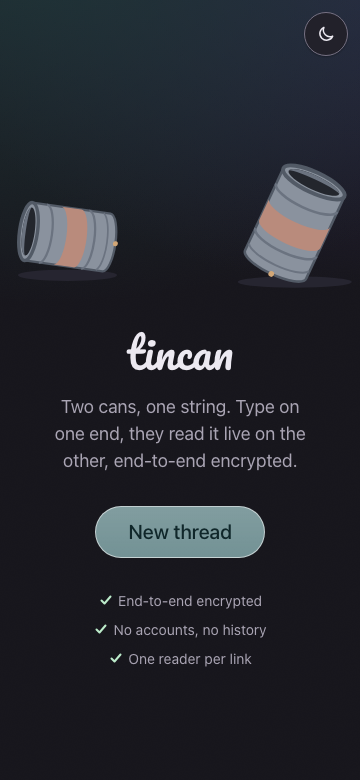 tincan
Two cans, one string. Type on
one end, they read it live on the
other, end-to-end encrypted.
New thread
End-to-end encrypted
No accounts, no history
One reader per link